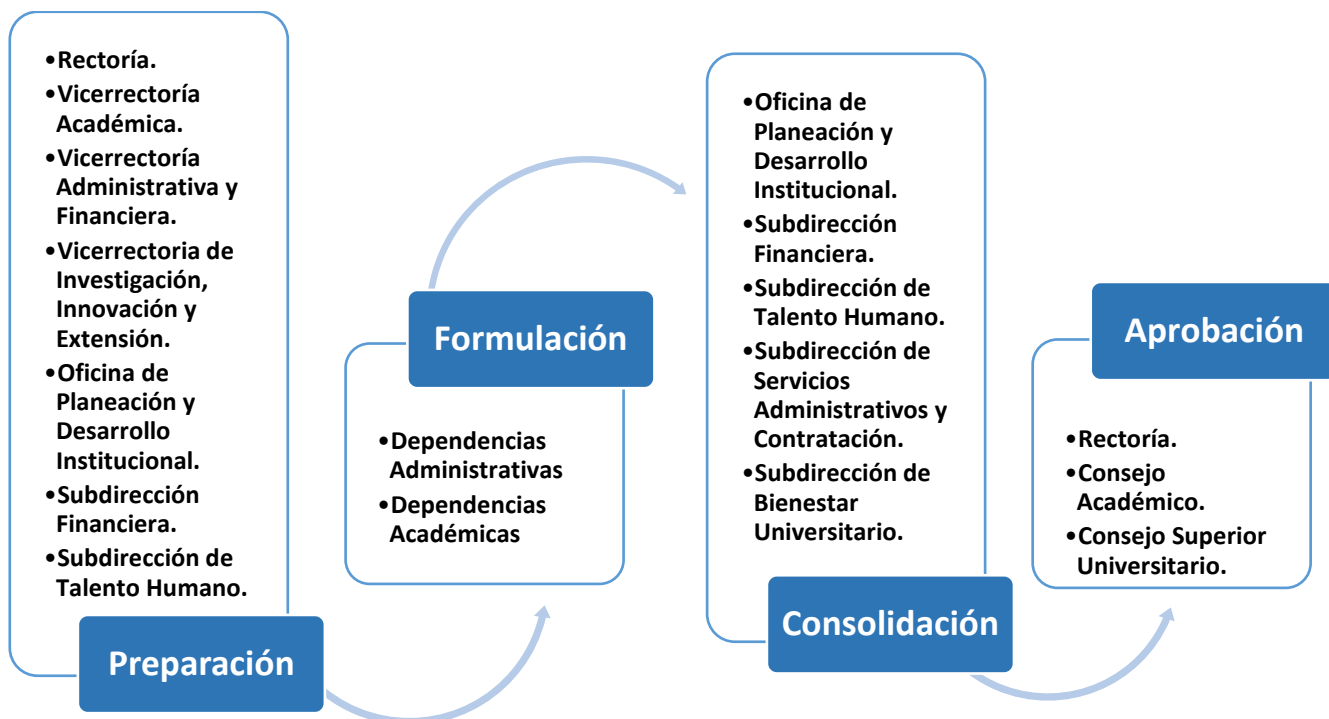 •Rectoría.
•Vicerrectoría
Académica.
•Vicerrectoría
Administrativa y
Financiera.
•Vicerrectoria de
Investigación,
Innovación y
Extensión.
•Oficina de
Planeación y
Desarrollo
Institucional.
•Subdirección
Financiera.
•Subdirección de
Talento Humano.
Preparación
Formulación
•Dependencias
Administrativas
•Dependencias
Académicas
•Oficina de
Planeación y
Desarrollo
Institucional.
•Subdirección
Financiera.
•Subdirección de
Talento Humano.
•Subdirección de
Servicios
Administrativos y
Contratación.
•Subdirección de
Bienestar
Universitario.
Consolidación
Aprobación
•Rectoría.
•Consejo
Académico.
•Consejo Superior
Universitario.